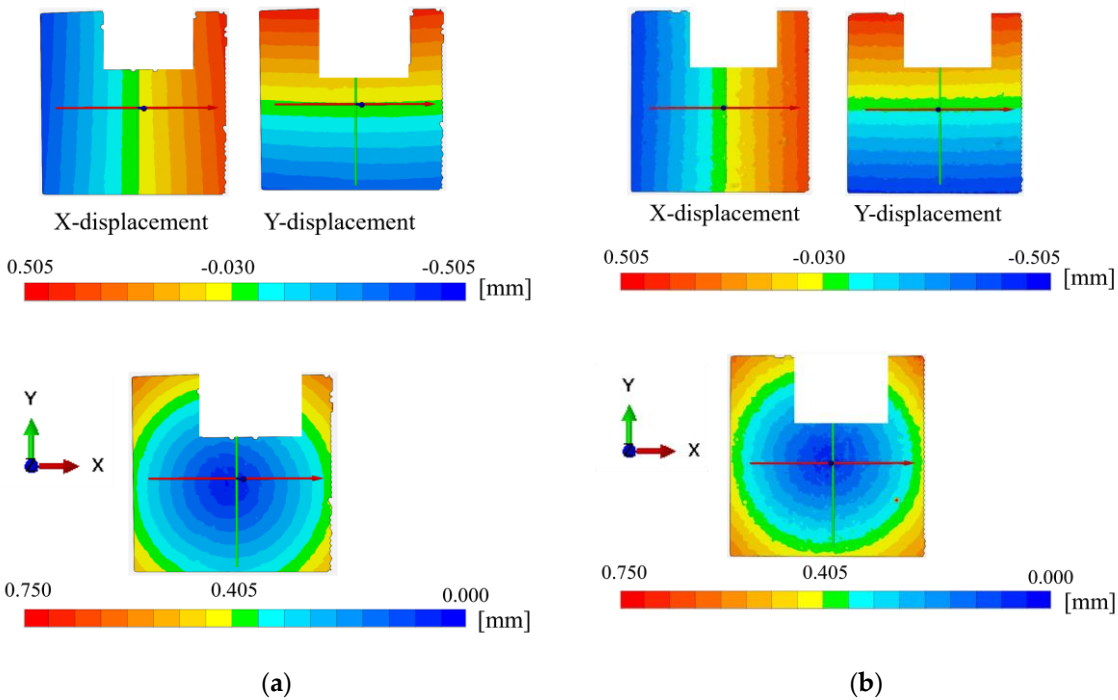 X-displacement Y-displacement
0.505 -0.030 -0.505
[mm]
Y
X
Z
0.750 0.405 0.000
[mm]
(a)
X-displacement Y-displacement
0.505 -0.030 -0.505
[mm]
Y
X
Z
0.750 0.405 0.000
[mm]
(b)